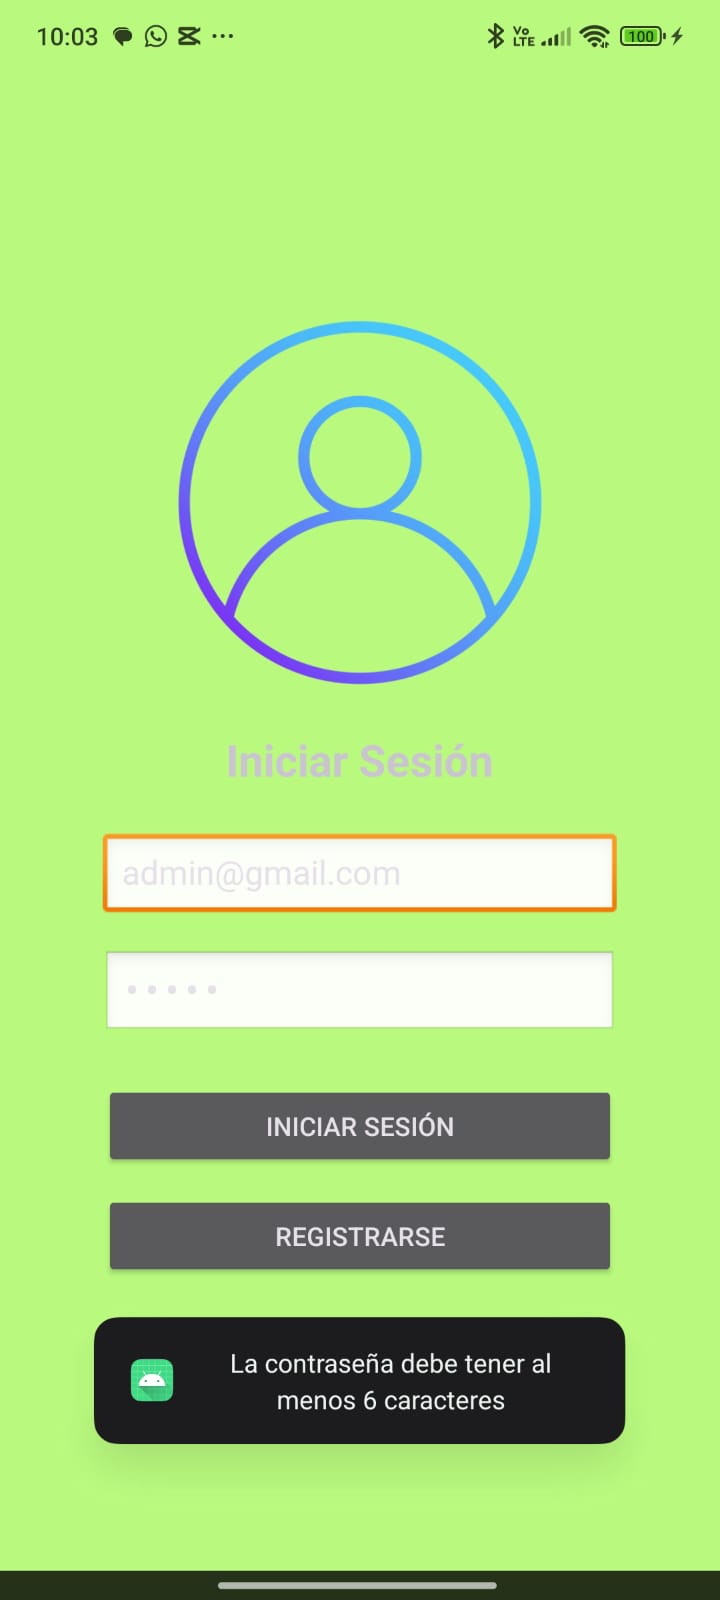 10:03
Vo
LTE
100
Iniciar Sesión
admin@gmail.com
INICIAR SESIÓN
REGISTRARSE
La contraseña debe tener al
menos 6 caracteres